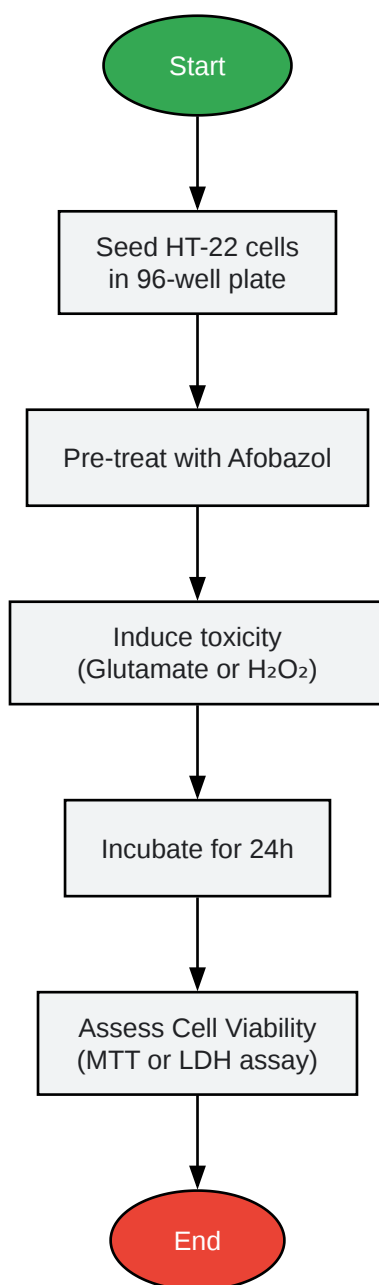 Start
Seed HT-22 cells
in 96-well plate
Pre-treat with Afobazol
Induce toxicity
(Glutamate or H₂O₂)
Incubate for 24h
Assess Cell Viability
(MTT or LDH assay)
End